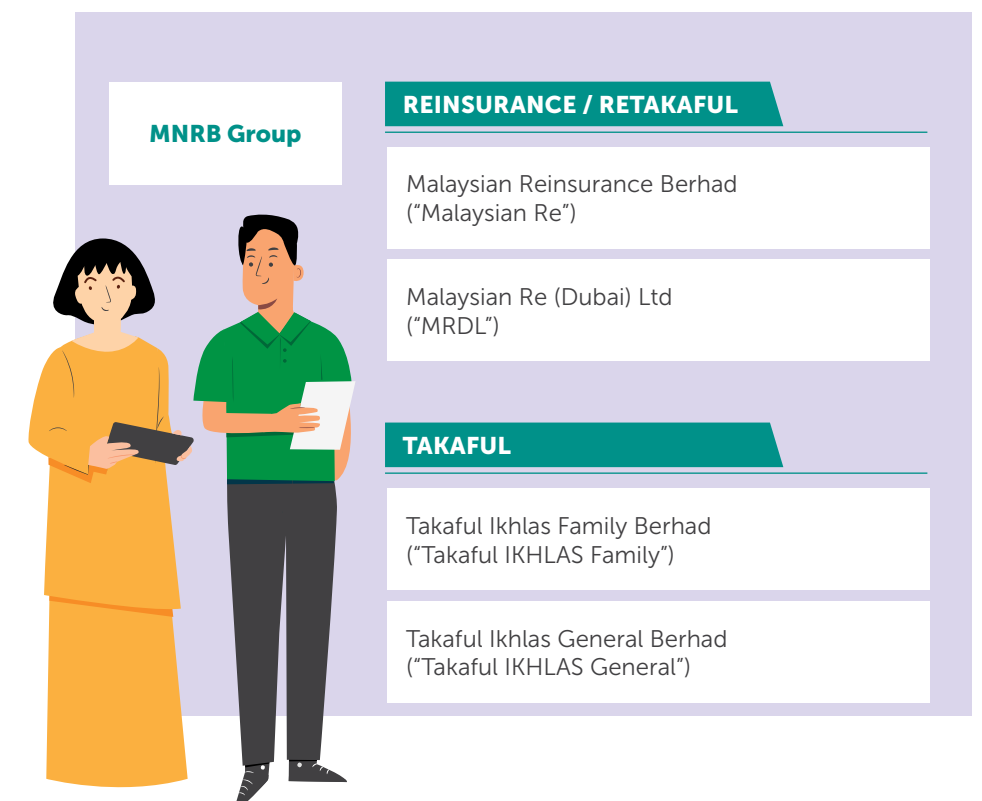 MNRB Group
REINSURANCE / RETAKAFUL
Malaysian Reinsurance Berhad
(“Malaysian Re”)
Malaysian Re (Dubai) Ltd
(“MRDL”)
TAKAFUL
Takaful Ikhlas Family Berhad
(“Takaful IKHLAS Family”)
Takaful Ikhlas General Berhad
(“Takaful IKHLAS General”)